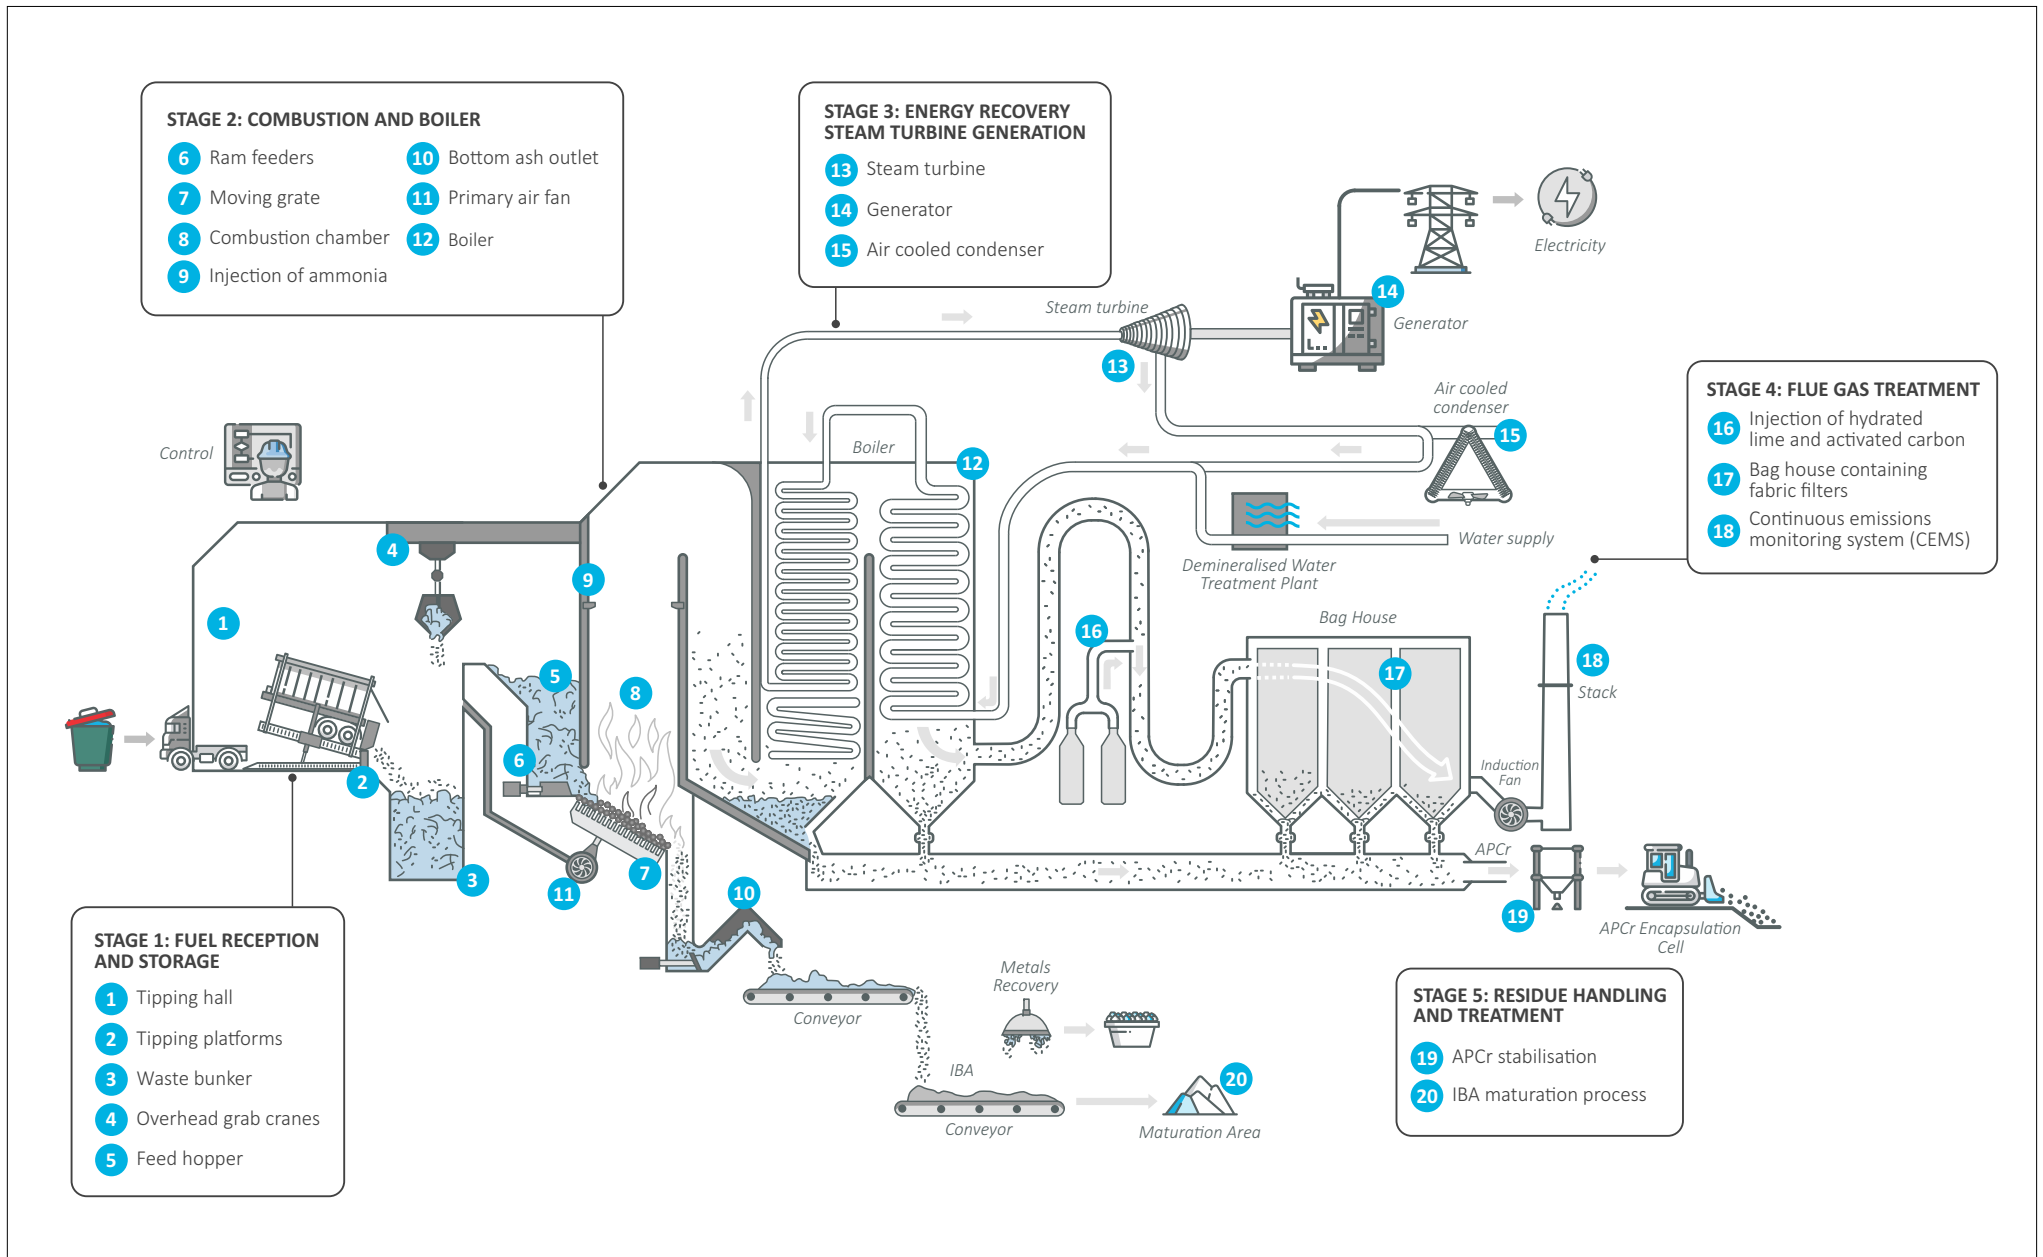 STAGE 2: COMBUSTION AND BOILER
6 Ram feeders
7 Moving grate
8 Combustion chamber
9 Injection of ammonia
10 Bottom ash outlet
11 Primary air fan
12 Boiler
STAGE 3: ENERGY RECOVERY
STEAM TURBINE GENERATION
13 Steam turbine
14 Generator
15 Air cooled condenser
Electricity
Steam turbine
13
14
Generator
Air cooled
condenser
15
STAGE 4: FLUE GAS TREATMENT
16 Injection of hydrated
lime and activated carbon
17 Bag house containing
fabric filters
18 Continuous emissions
monitoring system (CEMS)
Control
Boiler
12
4
9
Water supply
Demineralised Water
Treatment Plant
1
16
Bag House
17
18
Stack
5
8
6
2
Induction
Fan
3
11
7
10
APCr
19
APCr Encapsulation
Cell
STAGE 1: FUEL RECEPTION
AND STORAGE
1 Tipping hall
2 Tipping platforms
3 Waste bunker
4 Overhead grab cranes
5 Feed hopper
Conveyor
Metals
Recovery
IBA
Conveyor
20
Maturation Area
STAGE 5: RESIDUE HANDLING
AND TREATMENT
19 APCr stabilisation
20 IBA maturation process